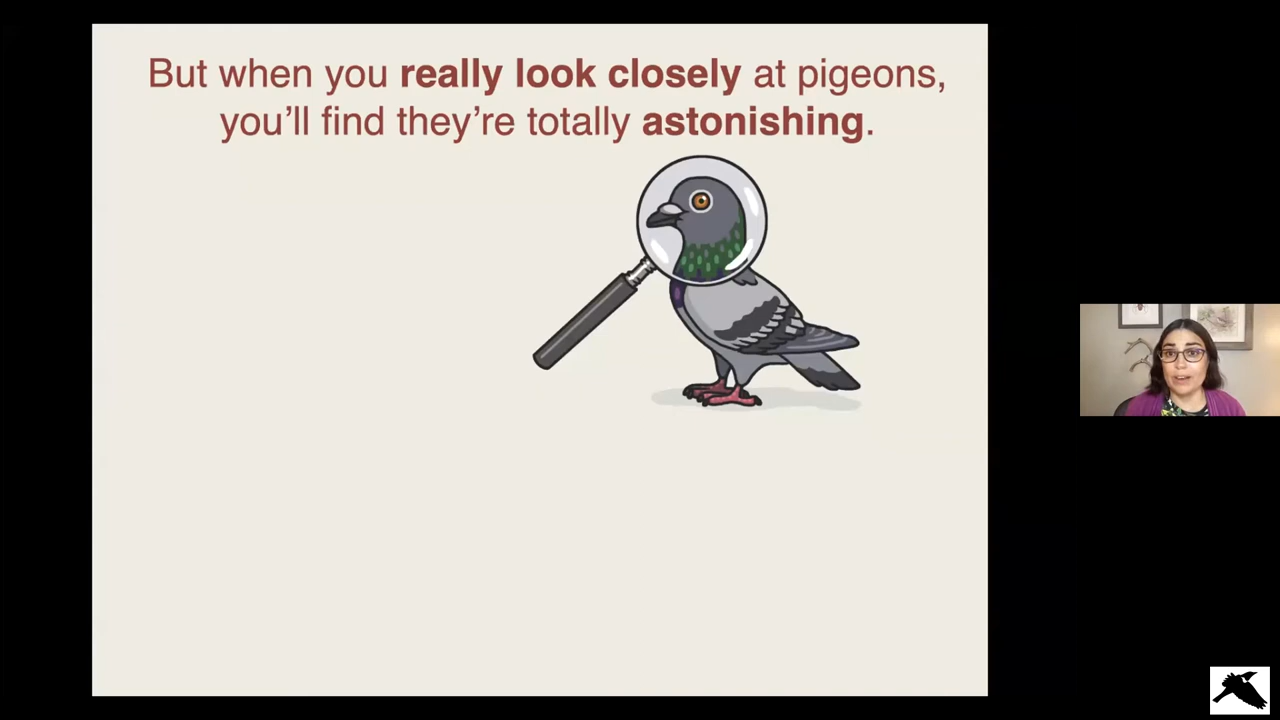 But when you really look closely at pigeons,
you'll find they're totally astonishing.